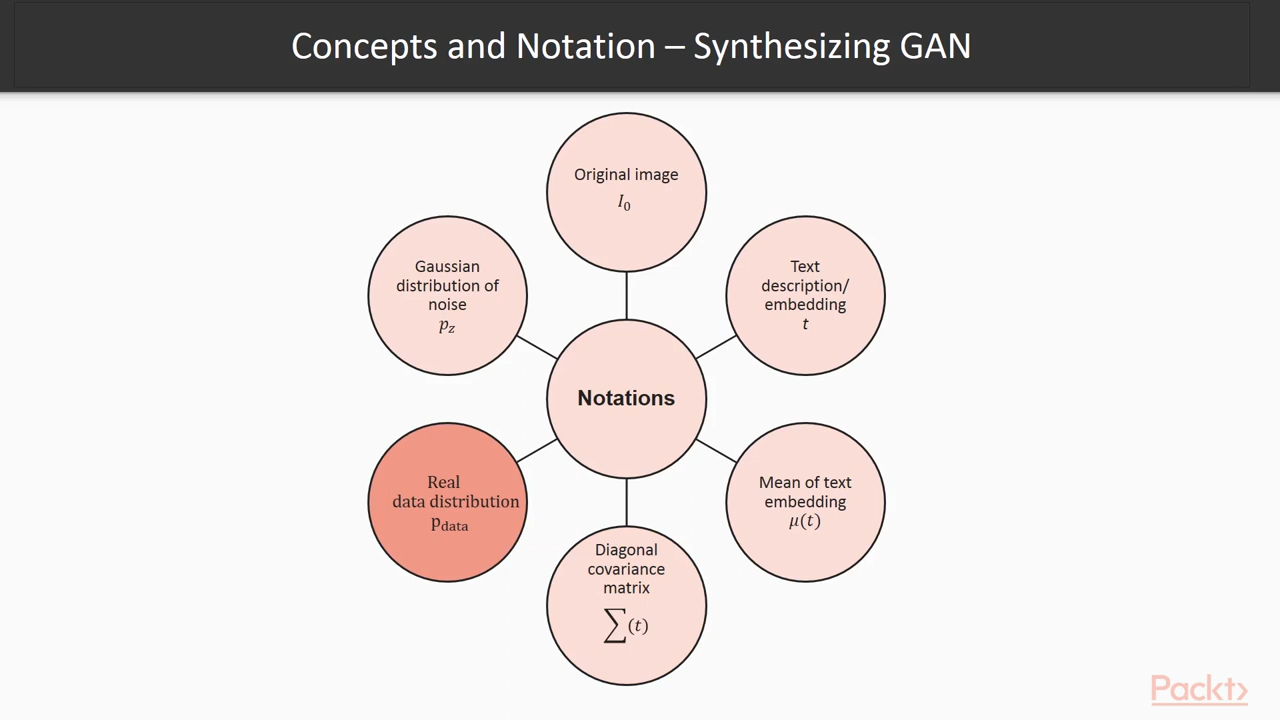 Concepts and Notation – Synthesizing GAN
Original image
I₀
Gaussian
distribution of
noise
p_z
Text
description/
embedding
t
Notations
Real
data distribution
p_data
Mean of text
embedding
μ(t)
Diagonal
covariance
matrix
∑(t)
Packt>